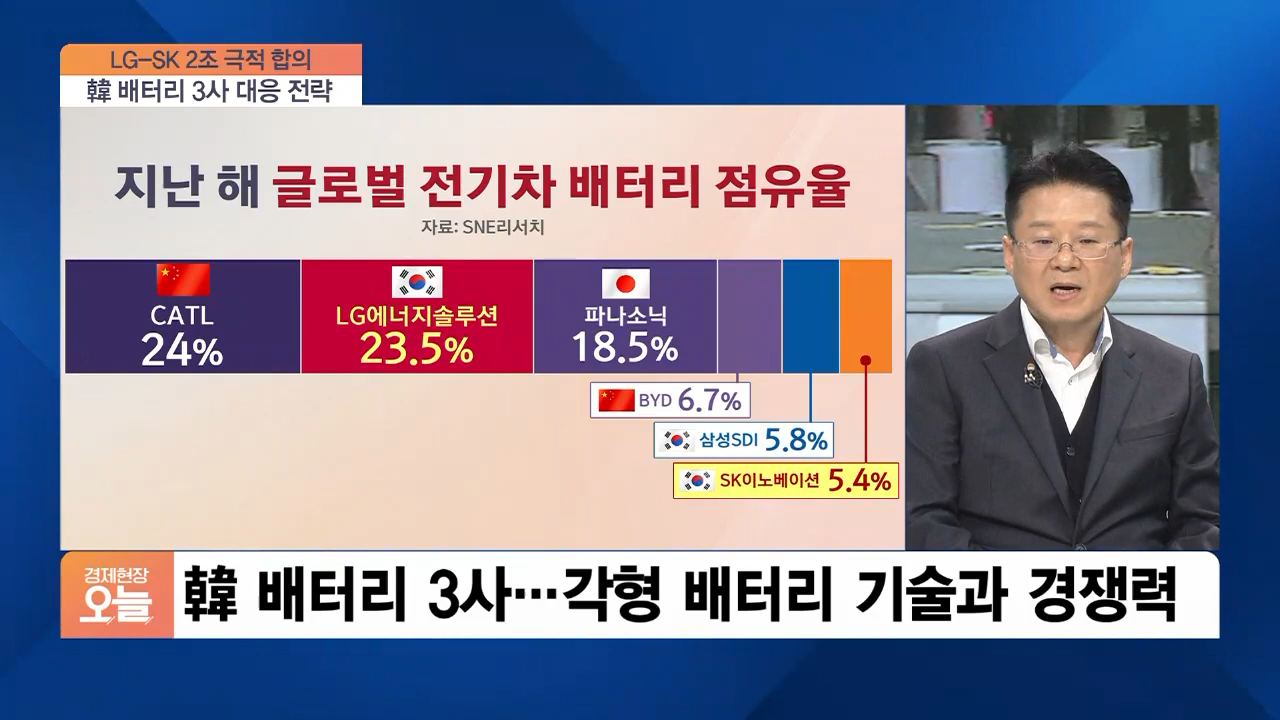 LG-SK 2조 극적 합의
韓 배터리 3사 대응 전략
지난 해 글로벌 전기차 배터리 점유율
자료: SNE리서치
CATL
24%
LG에너지솔루션
23.5%
파나소닉
18.5%
BYD 6.7%
삼성SDI 5.8%
SK이노베이션 5.4%
경제현장
오늘
韓 배터리 3사…각형 배터리 기술과 경쟁력